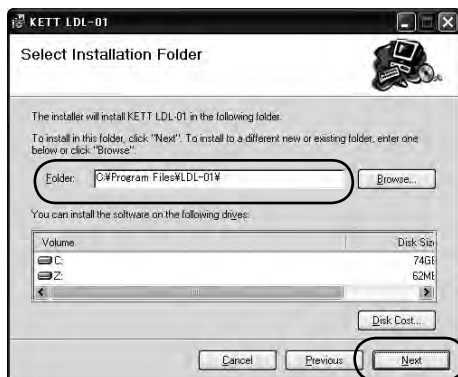 KETT LDL-01
Select Installation Folder
The installer will install KETT LDL-01 in the following folder.
To install in this folder, click "Next". To install to a different new or existing folder, enter one
below or click "Browse".
Folder: C:¥Program Files¥LDL-01¥ Browse...
You can install the software on the following drives:
Volume Disk Siz
C: 74GB
Z: 62MB
Disk Cost...
Cancel Previous Next